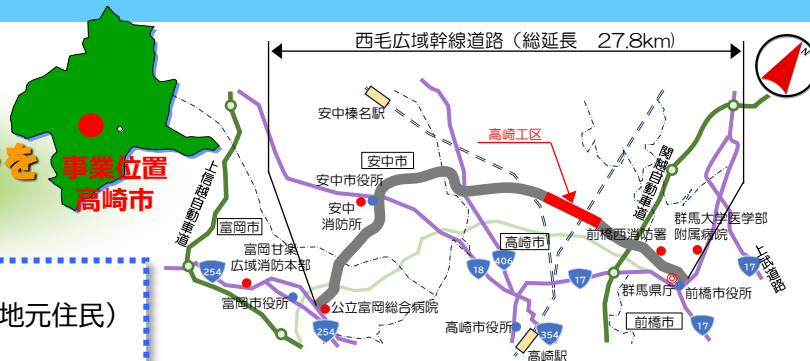 西毛広域幹線道路（総延長　27.8km）
N
を
事業位置
高崎市
安中榛名駅
高崎工区
関越自動車道
上信越自動車道
安中市
安中市役所
安中
消防所
群馬大学医学部
附属病院
前橋西消防署
上武道路
富岡市
富岡甘楽
広域消防本部
高崎市
406
18
17
17
254
群馬県庁
前橋市役所
富岡市役所
公立富岡総合病院
254
高崎市役所
354
前橋市
17
高崎駅
地元住民）